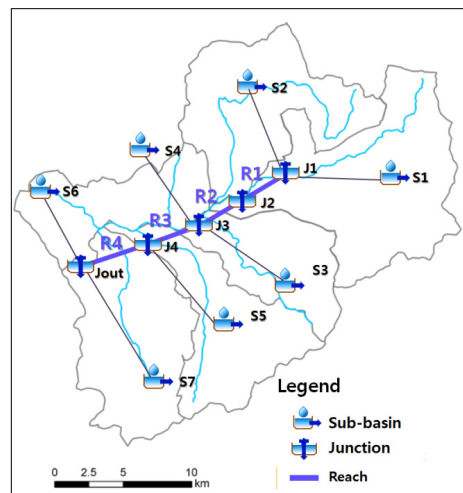 S2
S4
R1
J1
S1
S6
R2
J2
R3
J3
R4
J4
S3
Jout
S5
S7
Legend
Sub-basin
Junction
Reach
0 2.5 5 10
km